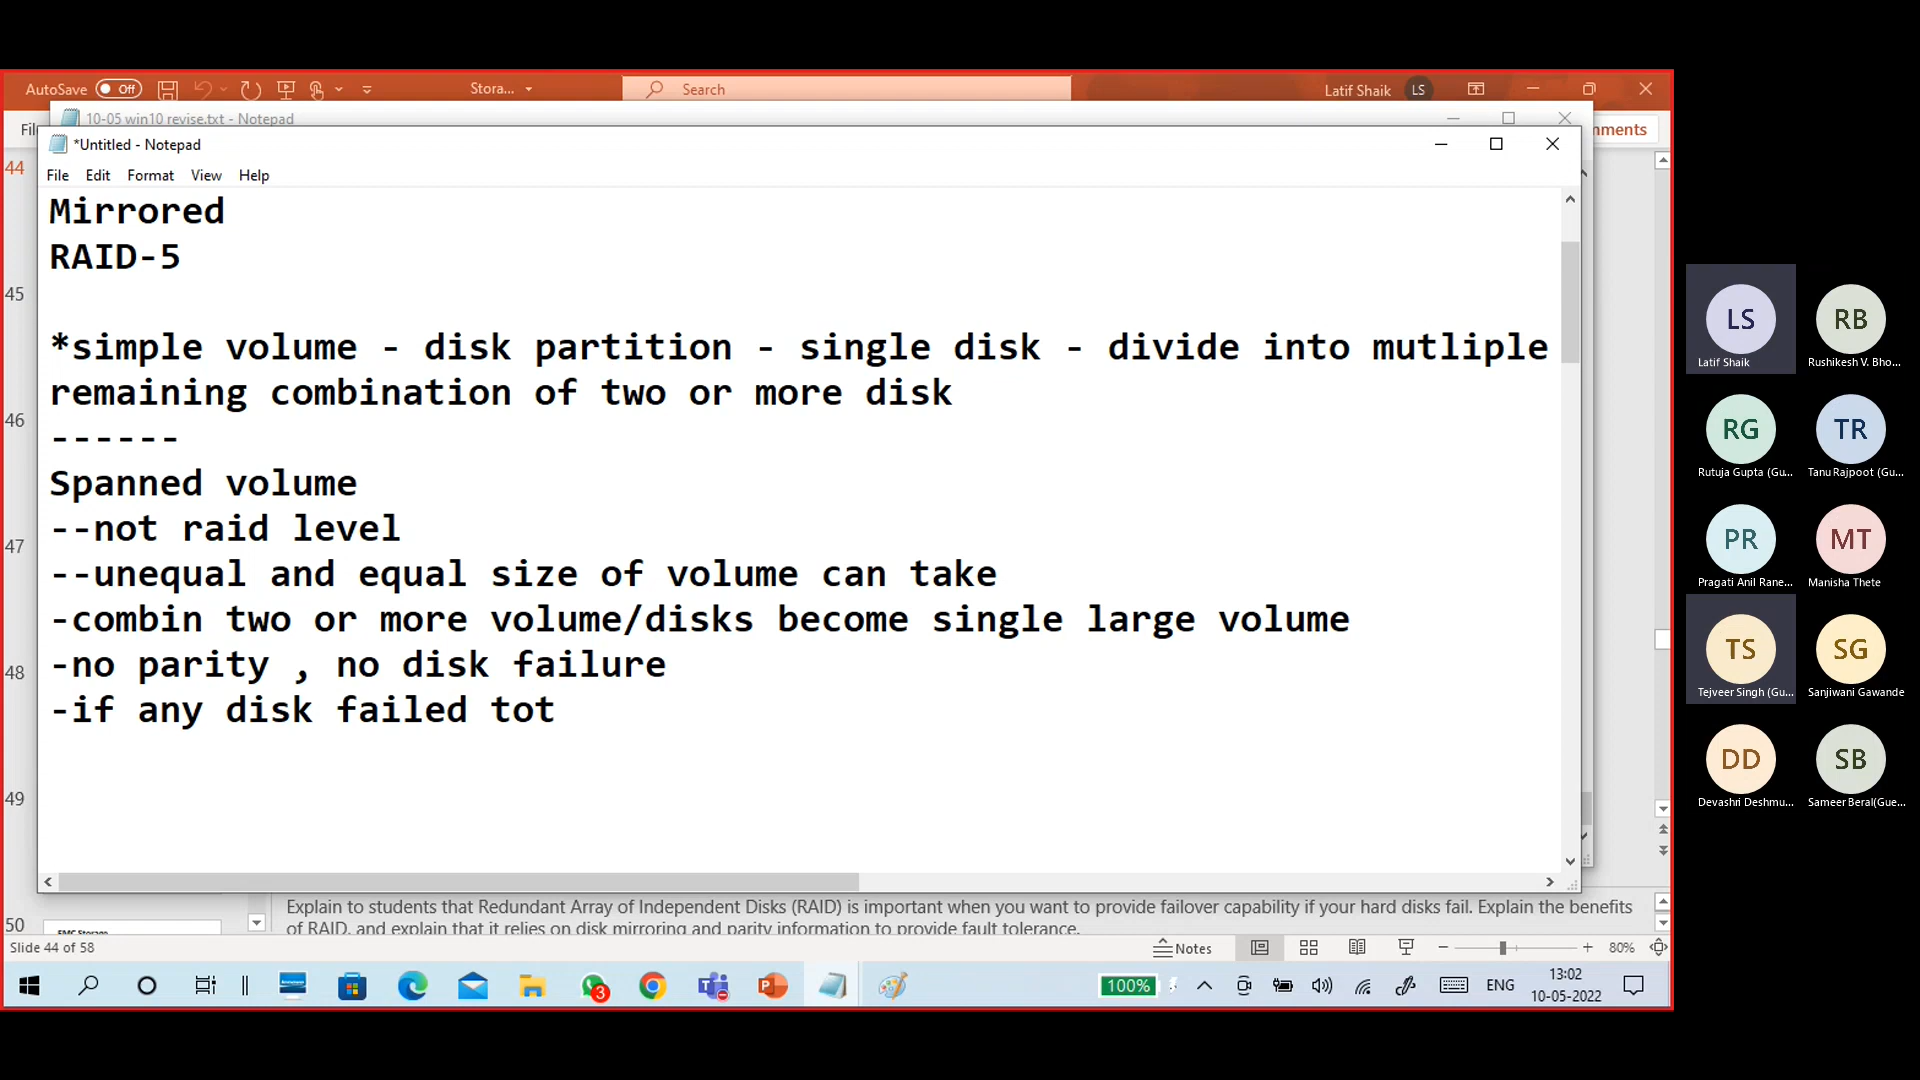 AutoSave Off Stora... Search Latif Shaik LS
File
10-05 win10 revise.txt - Notepad
mments
*Untitled - Notepad
File Edit Format View Help
Mirrored
RAID-5
*simple volume - disk partition - single disk - divide into mutliple
remaining combination of two or more disk
------
Spanned volume
--not raid level
--unequal and equal size of volume can take
-combin two or more volume/disks become single large volume
-no parity , no disk failure
-if any disk failed tot
44
45
46
47
48
49
50
EMC Storage
Explain to students that Redundant Array of Independent Disks (RAID) is important when you want to provide failover capability if your hard disks fail. Explain the benefits
of RAID, and explain that it relies on disk mirroring and parity information to provide fault tolerance.
Slide 44 of 58 Notes 80%
3 100% ENG 13:02
10-05-2022
LS
Latif Shaik
RB
Rushikesh V. Bho...
RG
Rutuja Gupta (Gu...
TR
Tanu Rajpoot (Gu...
PR
Pragati Anil Rane...
MT
Manisha Thete
TS
Tejveer Singh (Gu...
SG
Sanjiwani Gawande
DD
Devashri Deshmu...
SB
Sameer Beral(Gue...